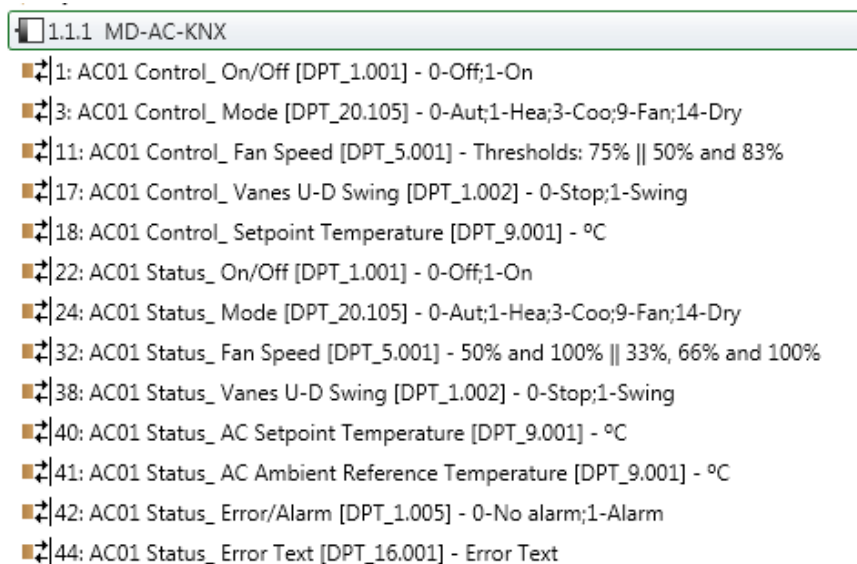 1.1.1 MD-AC-KNX
1: AC01 Control_ On/Off [DPT_1.001] - 0-Off;1-On
3: AC01 Control_ Mode [DPT_20.105] - 0-Aut;1-Hea;3-Coo;9-Fan;14-Dry
11: AC01 Control_ Fan Speed [DPT_5.001] - Thresholds: 75% || 50% and 83%
17: AC01 Control_ Vanes U-D Swing [DPT_1.002] - 0-Stop;1-Swing
18: AC01 Control_ Setpoint Temperature [DPT_9.001] - ºC
22: AC01 Status_ On/Off [DPT_1.001] - 0-Off;1-On
24: AC01 Status_ Mode [DPT_20.105] - 0-Aut;1-Hea;3-Coo;9-Fan;14-Dry
32: AC01 Status_ Fan Speed [DPT_5.001] - 50% and 100% || 33%, 66% and 100%
38: AC01 Status_ Vanes U-D Swing [DPT_1.002] - 0-Stop;1-Swing
40: AC01 Status_ AC Setpoint Temperature [DPT_9.001] - ºC
41: AC01 Status_ AC Ambient Reference Temperature [DPT_9.001] - ºC
42: AC01 Status_ Error/Alarm [DPT_1.005] - 0-No alarm;1-Alarm
44: AC01 Status_ Error Text [DPT_16.001] - Error Text